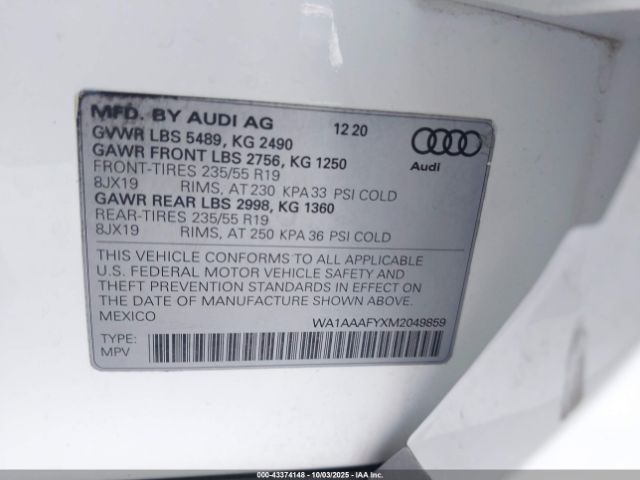 MFD. BY AUDI AG 12 20
GVWR LBS 5489, KG 2490
GAWR FRONT LBS 2756, KG 1250
FRONT-TIRES 235/55 R19
8JX19 RIMS, AT 230 KPA 33 PSI COLD
GAWR REAR LBS 2998, KG 1360
REAR-TIRES 235/55 R19
8JX19 RIMS, AT 250 KPA 36 PSI COLD
Audi
THIS VEHICLE CONFORMS TO ALL APPLICABLE
U.S. FEDERAL MOTOR VEHICLE SAFETY AND
THEFT PREVENTION STANDARDS IN EFFECT ON
THE DATE OF MANUFACTURE SHOWN ABOVE.
MEXICO
WA1AAAFYXM2049859
TYPE:
MPV
000-43374148 - 10/03/2025 - IAA Inc.